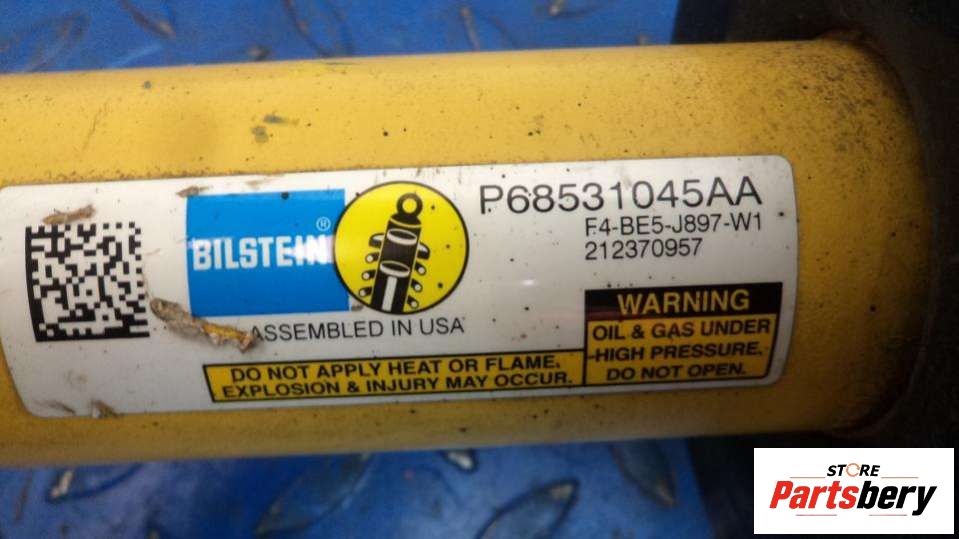 P68531045AA
F4-BE5-J897-W1
212370957
BILSTEIN®
ASSEMBLED IN USA
WARNING
OIL & GAS UNDER
HIGH PRESSURE.
DO NOT OPEN.
DO NOT APPLY HEAT OR FLAME.
EXPLOSION & INJURY MAY OCCUR.
STORE
Partsbery